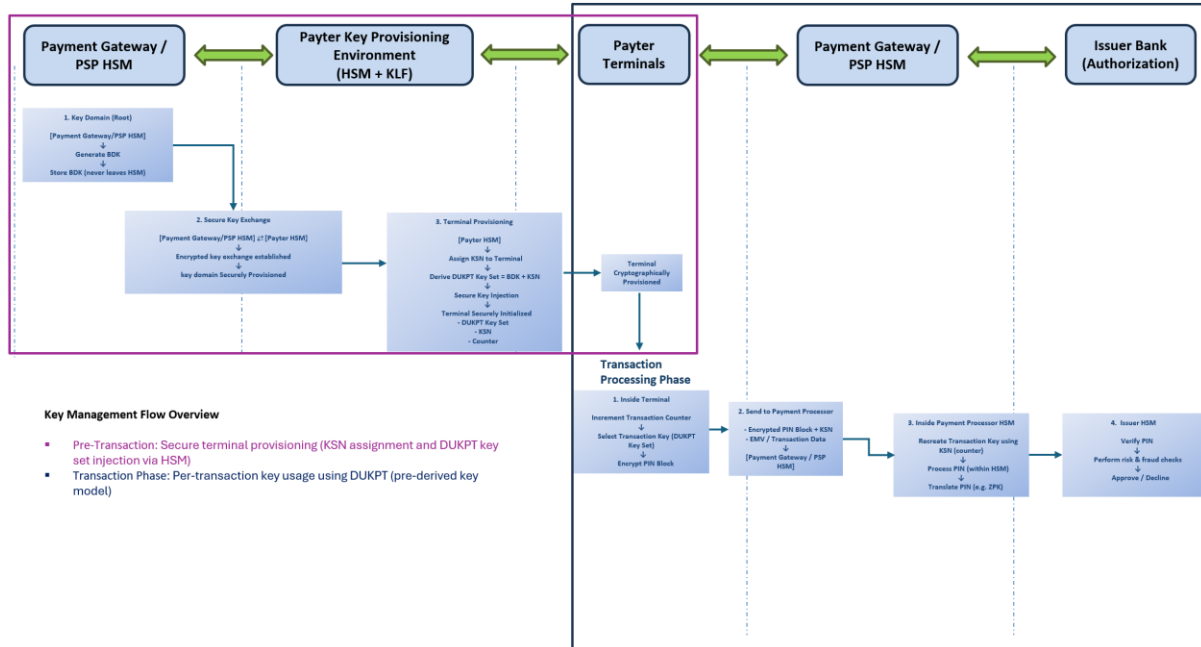 Payment Gateway /
PSP HSM
Payter Key Provisioning
Environment
(HSM + KLF)
Payter
Terminals
Payment Gateway /
PSP HSM
Issuer Bank
(Authorization)
1. Key Domain (Root)
[Payment Gateway/PSP HSM]
↓
Generate BDK
↓
Store BDK (never leaves HSM)
2. Secure Key Exchange
[Payment Gateway/PSP HSM] ⇄ [Payter HSM]
↓
Encrypted key exchange established
↓
key domain Securely Provisioned
3. Terminal Provisioning
[Payter HSM]
↓
Assign KSN to Terminal
↓
Derive DUKPT Key Set = BDK + KSN
↓
Secure Key Injection
↓
Terminal Securely Initialized
- DUKPT Key Set
- KSN
- Counter
Terminal
Cryptographically
Provisioned
Transaction
Processing Phase
1. Inside Terminal
Increment Transaction Counter
↓
Select Transaction Key (DUKPT
Key Set)
↓
Encrypt PIN Block
2. Send to Payment Processor
- Encrypted PIN Block + KSN
- EMV / Transaction Data
↓
[Payment Gateway / PSP
HSM]
3. Inside Payment Processor HSM
Recreate Transaction Key using
KSN (counter)
↓
Process PIN (within HSM)
↓
Translate PIN (e.g. ZPK)
4. Issuer HSM
Verify PIN
↓
Perform risk & fraud checks
↓
Approve / Decline
Key Management Flow Overview
▪ Pre-Transaction: Secure terminal provisioning (KSN assignment and DUKPT key
set injection via HSM)
▪ Transaction Phase: Per-transaction key usage using DUKPT (pre-derived key
model)